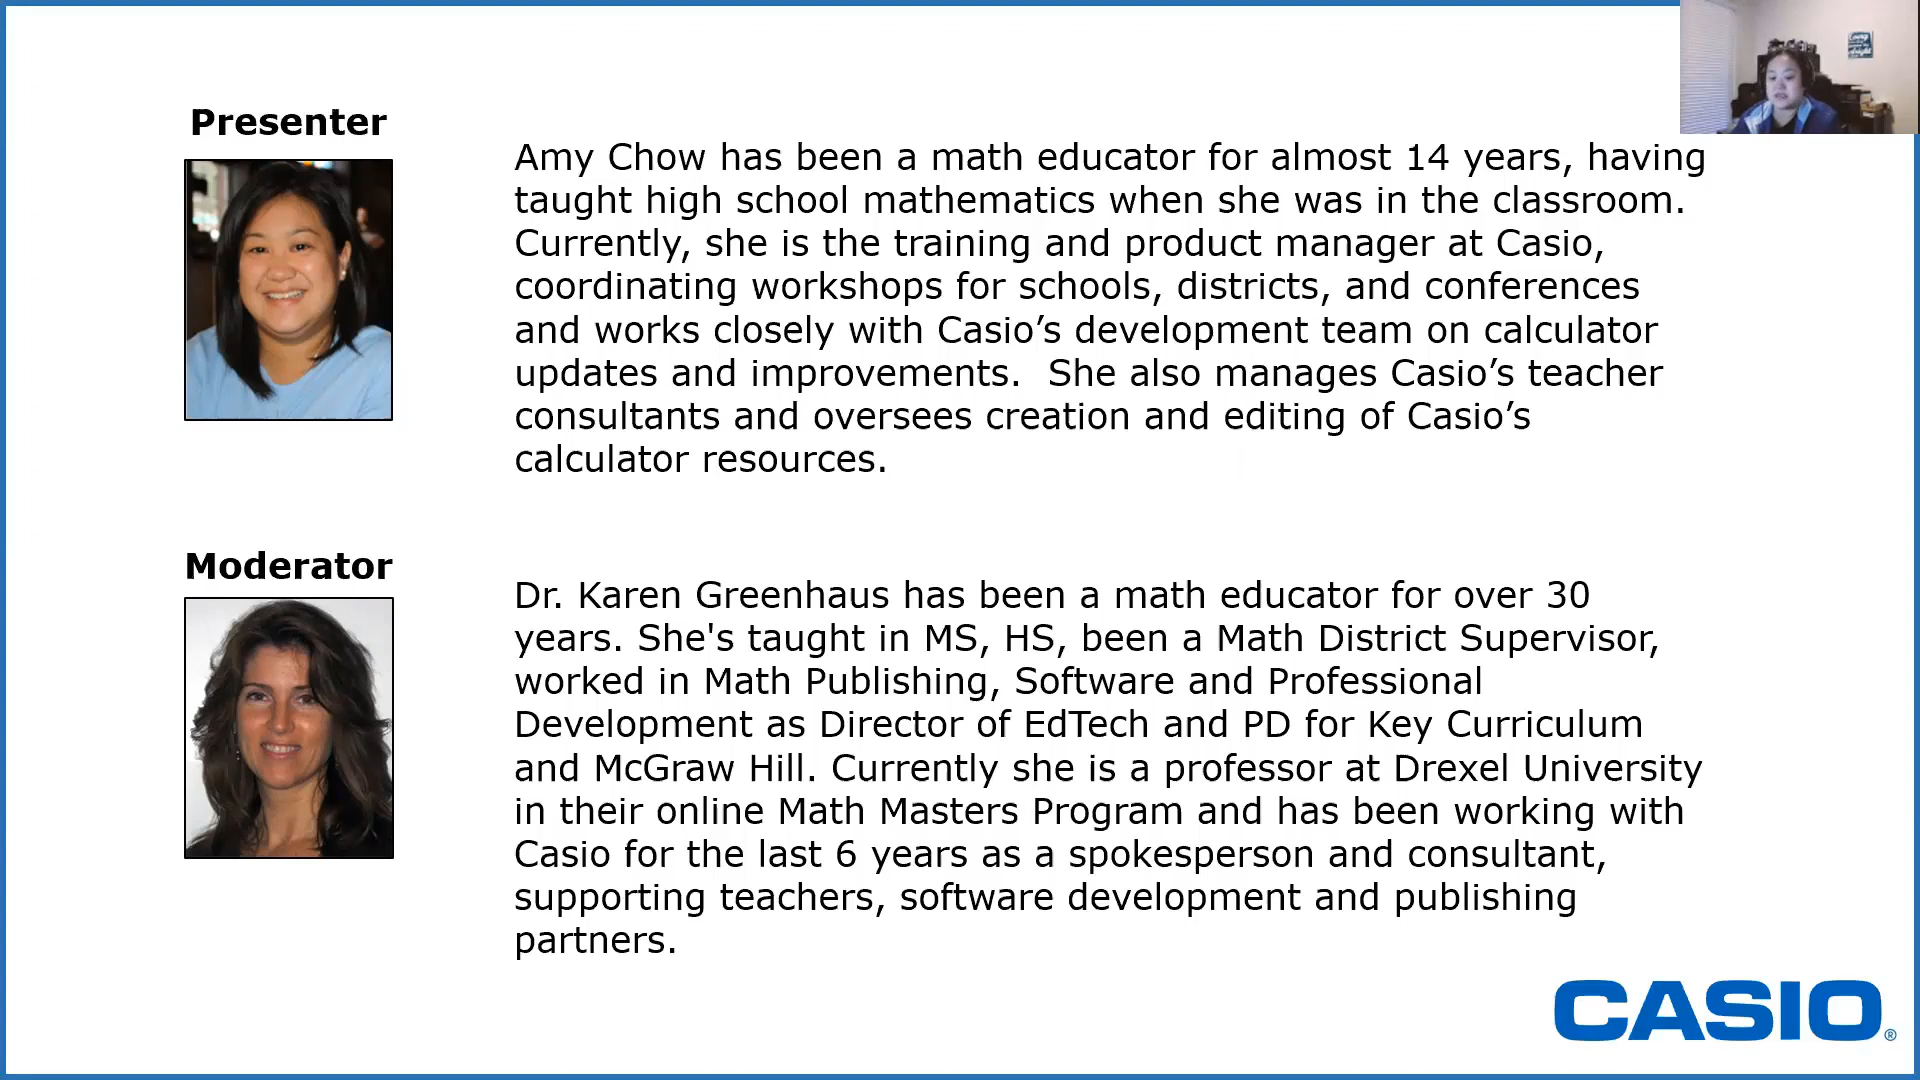 Presenter
Amy Chow has been a math educator for almost 14 years, having
taught high school mathematics when she was in the classroom.
Currently, she is the training and product manager at Casio,
coordinating workshops for schools, districts, and conferences
and works closely with Casio’s development team on calculator
updates and improvements.  She also manages Casio’s teacher
consultants and oversees creation and editing of Casio’s
calculator resources.
Moderator
Dr. Karen Greenhaus has been a math educator for over 30
years. She's taught in MS, HS, been a Math District Supervisor,
worked in Math Publishing, Software and Professional
Development as Director of EdTech and PD for Key Curriculum
and McGraw Hill. Currently she is a professor at Drexel University
in their online Math Masters Program and has been working with
Casio for the last 6 years as a spokesperson and consultant,
supporting teachers, software development and publishing
partners.
CASIO®